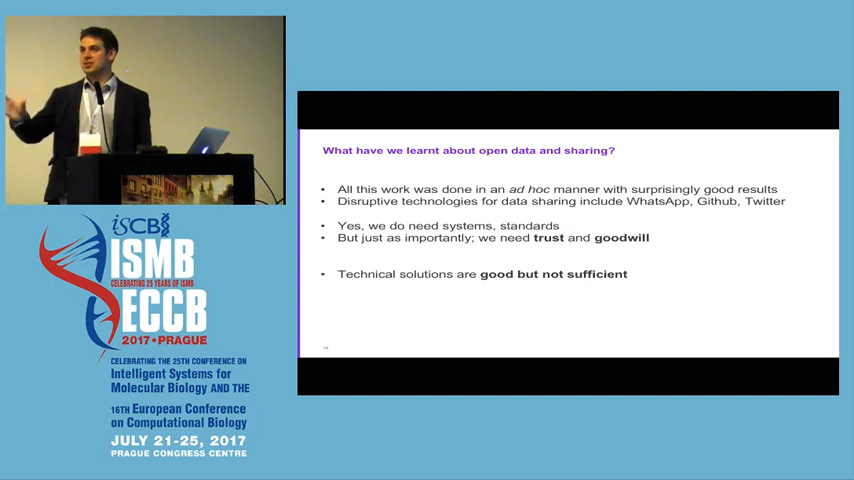 What have we learnt about open data and sharing?
• All this work was done in an ad hoc manner with surprisingly good results
• Disruptive technologies for data sharing include WhatsApp, Github, Twitter
• Yes, we do need systems, standards
• But just as importantly; we need trust and goodwill
• Technical solutions are good but not sufficient
iSCB
ISMB
CELEBRATING 25 YEARS OF ISMB
ECCB
2017 • PRAGUE
CELEBRATING THE 25TH CONFERENCE ON
Intelligent Systems for
Molecular Biology AND THE
16TH European Conference
on Computational Biology
JULY 21-25, 2017
PRAGUE CONGRESS CENTRE